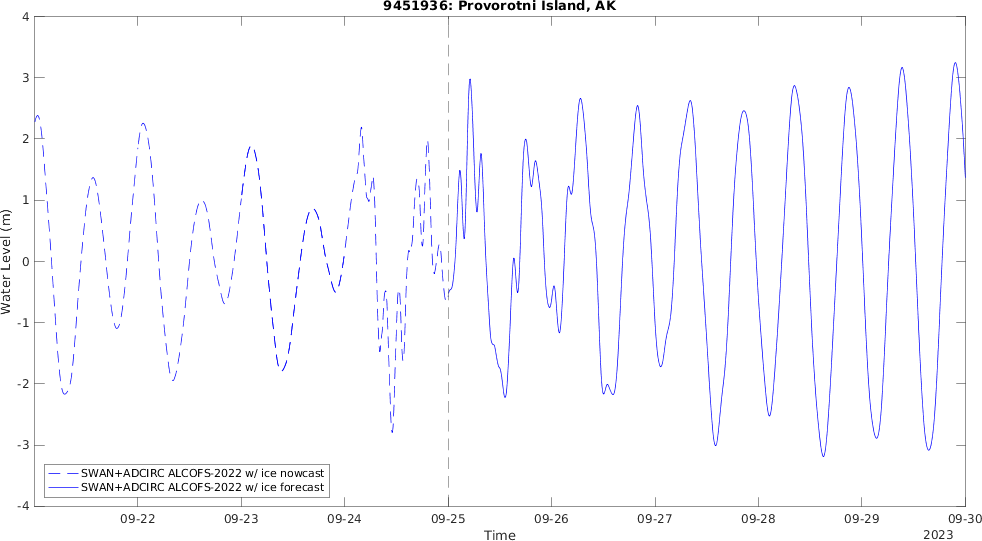 9451936: Provorotni Island, AK
4
3
2
1
0
-1
-2
-3
-4
Water Level (m)
SWAN+ADCIRC ALCOFS-2022 w/ ice nowcast
SWAN+ADCIRC ALCOFS-2022 w/ ice forecast
09-22 09-23 09-24 09-25 09-26 09-27 09-28 09-29 09-30
Time
2023